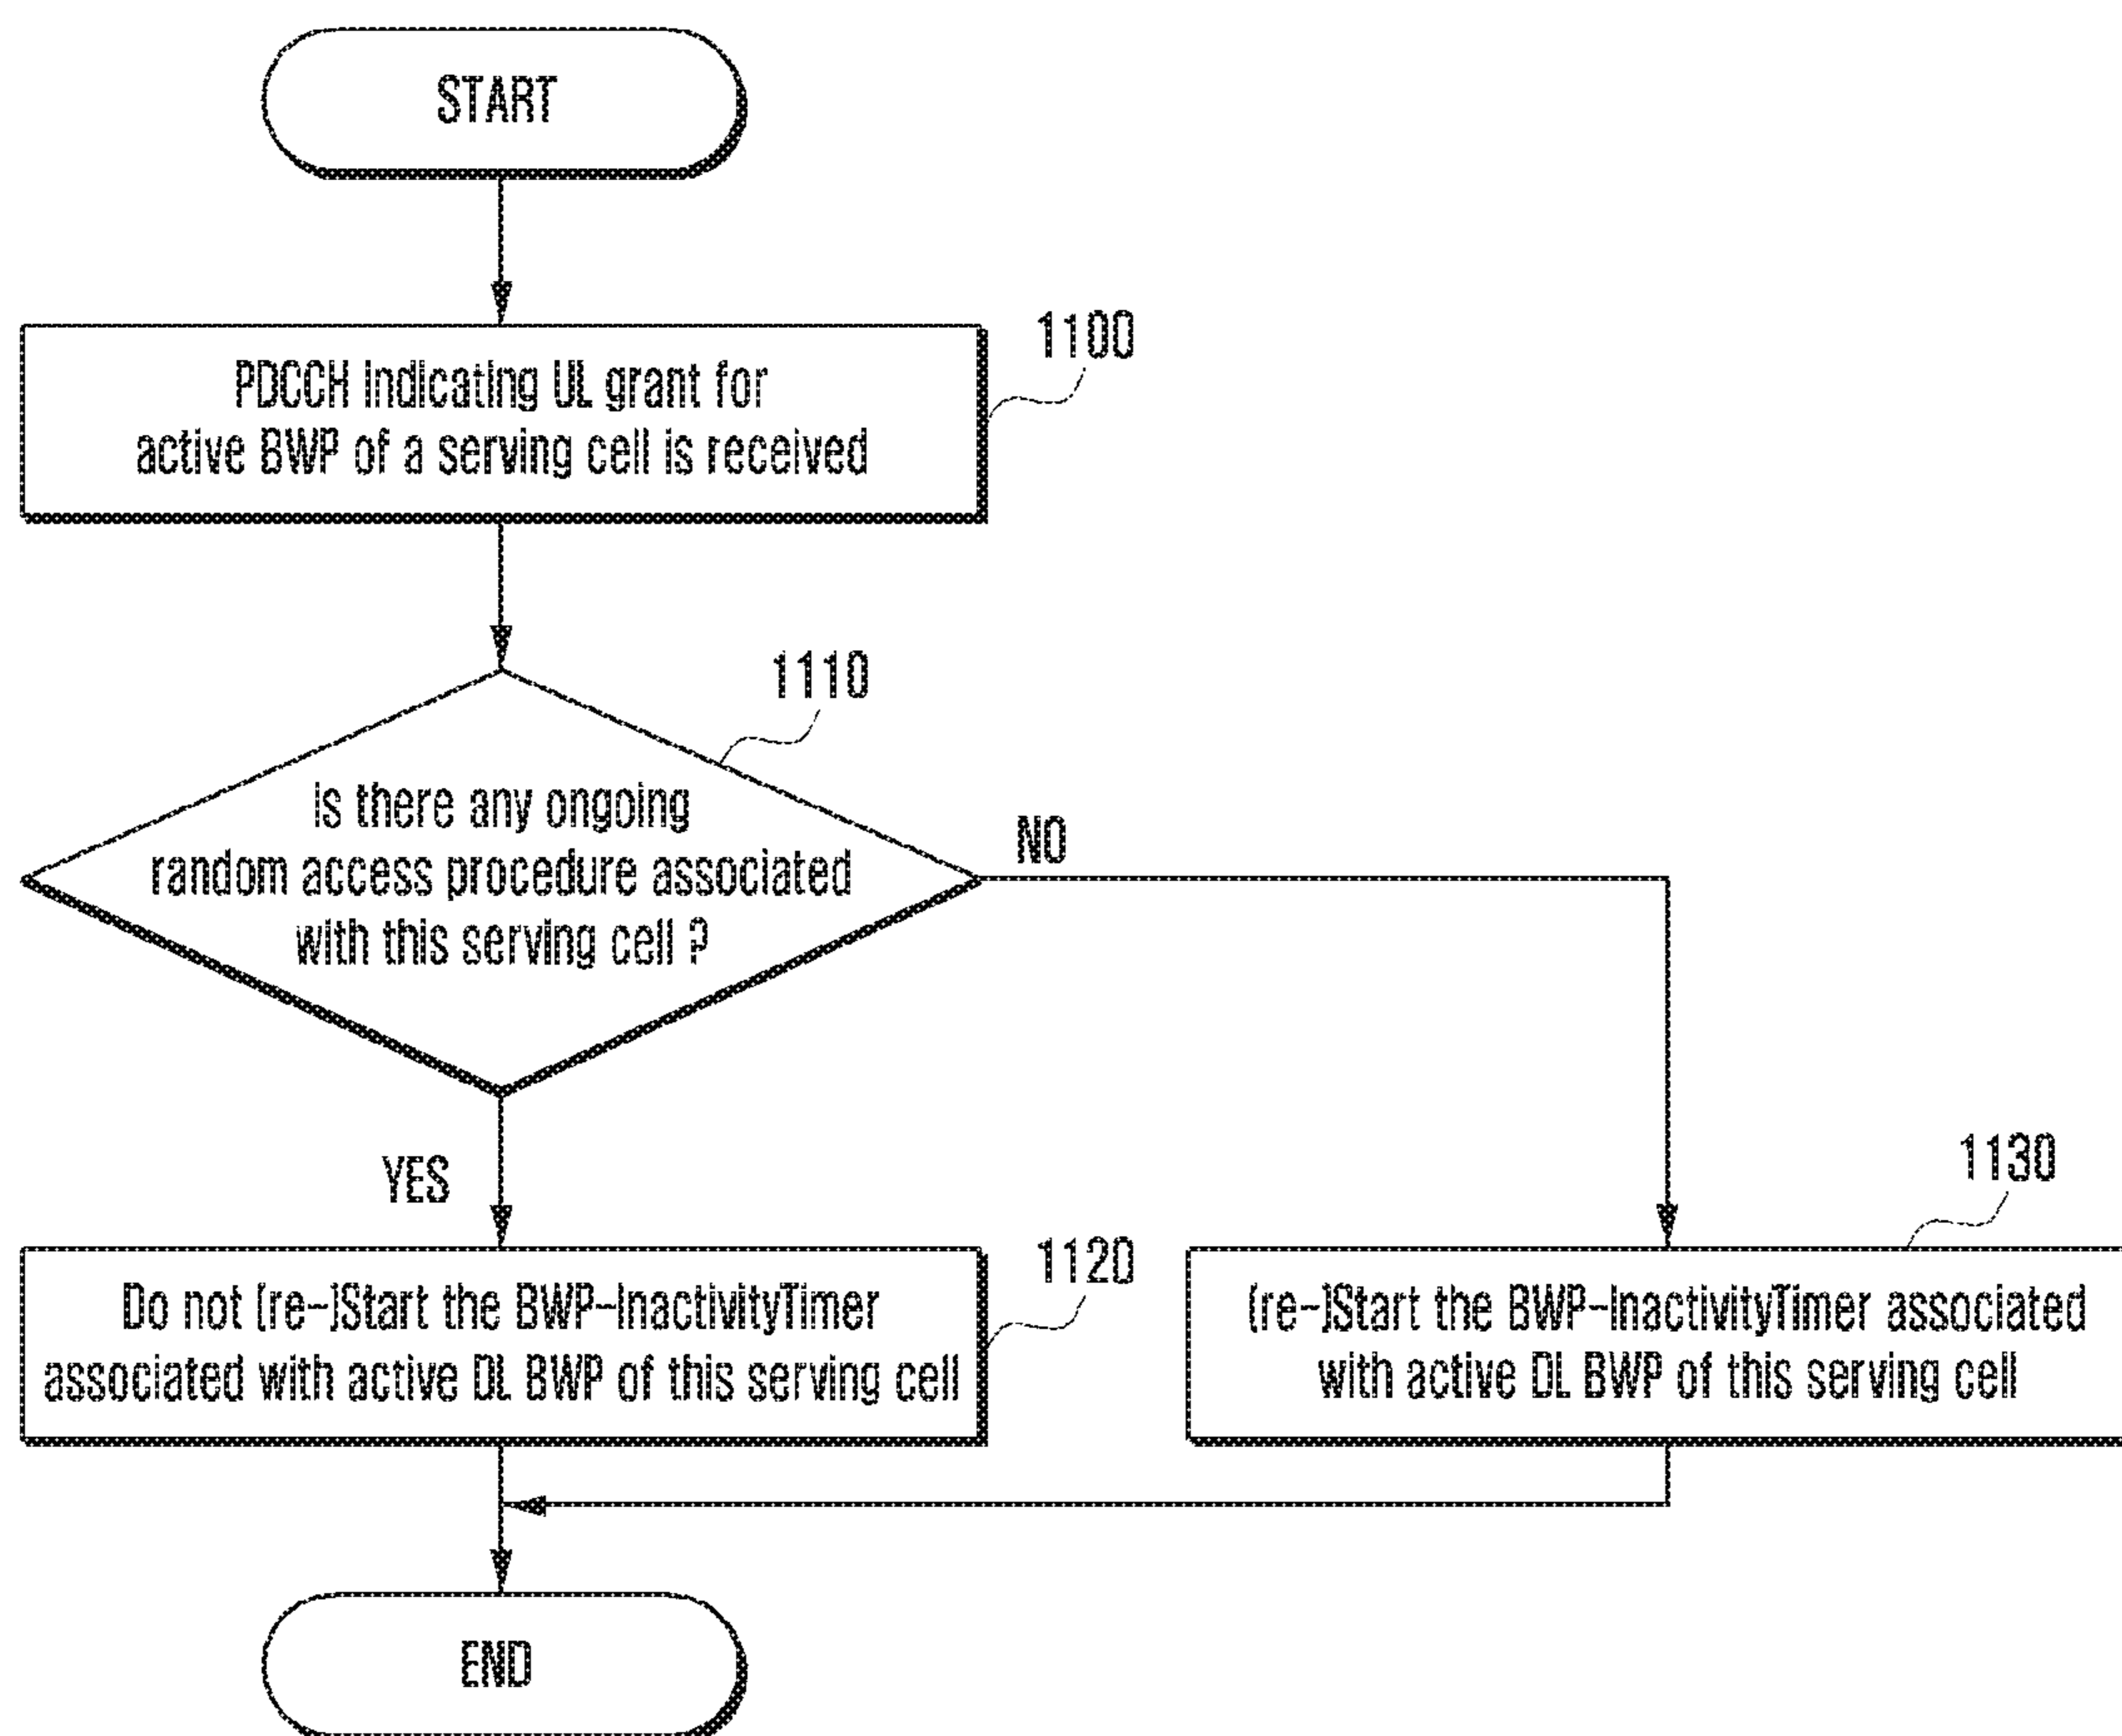 START
1100
PDCCH indicating UL grant for
active BWP of a serving cell is received
1110
is there any ongoing
random access procedure associated
with this serving cell ?
NO
YES
1120
Do not (re-)Start the BWP-InactivityTimer
associated with active DL BWP of this serving cell
1130
(re-)Start the BWP-InactivityTimer associated
with active DL BWP of this serving cell
END